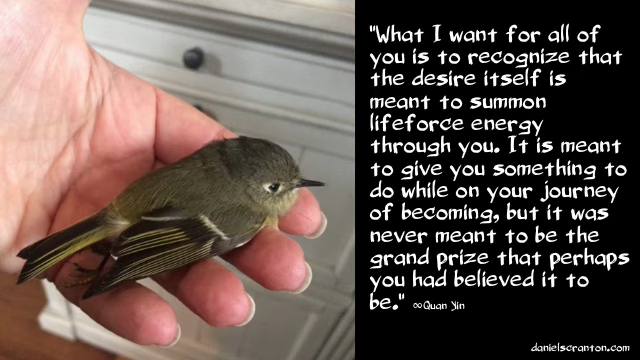 "What I want for all of
you is to recognize that
the desire itself is
meant to summon
lifeforce energy
through you. It is meant
to give you something to
do while on your journey
of becoming, but it was
never meant to be the
grand prize that perhaps
you had believed it to
be." ∞Quan Yin
danielscranton.com